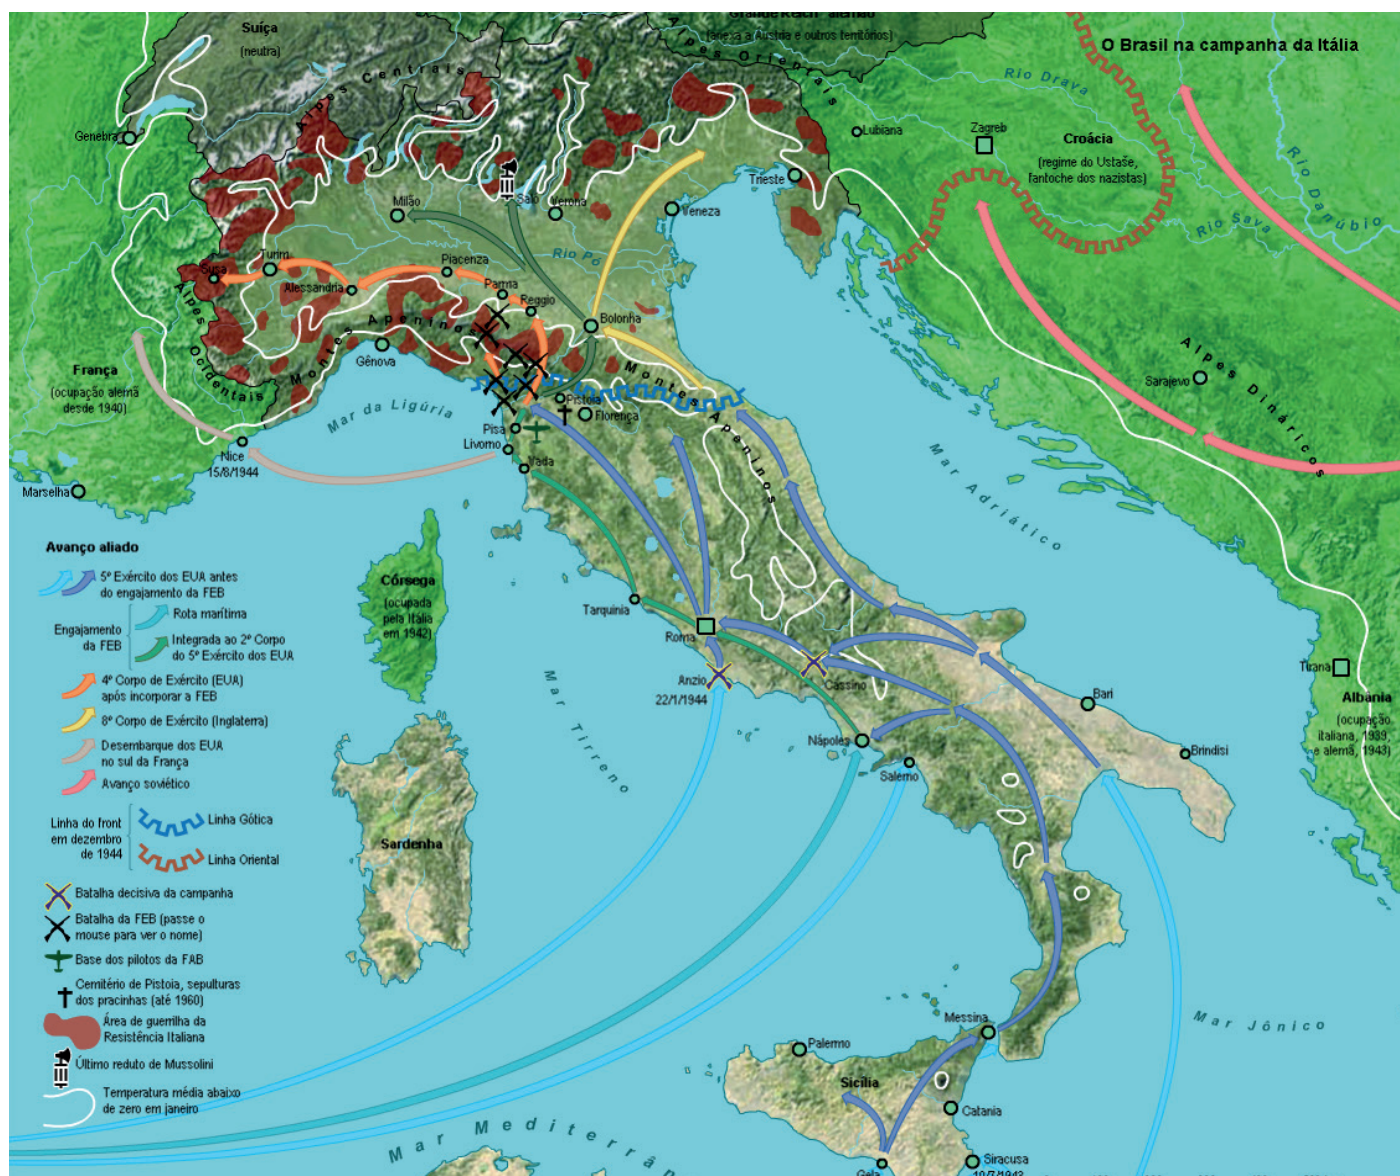 Grande Reich alemão
(anexa a Áustria e outros territórios)
O Brasil na campanha da Itália
Suíça
(neutra)
Alpes Centrais
Alpes Orientais
Rio Drava
Genebra
Lubiana
Zagreb
Croácia
(regime do Ustaše,
fantoche dos nazistas)
Rio Danúbio
Rio Sava
Trieste
Milão
Salò
Verona
Veneza
Rio Pó
Susa
Turim
Piacenza
Alessandria
Parma
Reggio
Bolonha
Alpes Ocidentais
Montes Apeninos
Gênova
França
(ocupação alemã
desde 1940)
Mar da Ligúria
Montes Apeninos
Pistoia
Florença
Pisa
Livorno
Vada
Nice
15/8/1944
Marselha
Alpes Dináricos
Sarajevo
Mar Adriático
Avanço aliado
5º Exército dos EUA antes
do engajamento da FEB
Engajamento
da FEB
Rota marítima
Integrada ao 2º Corpo
do 5º Exército dos EUA
4º Corpo de Exército (EUA)
após incorporar a FEB
8º Corpo de Exército (Inglaterra)
Desembarque dos EUA
no sul da França
Avanço soviético
Linha do front
em dezembro
de 1944
Linha Gótica
Linha Oriental
Batalha decisiva da campanha
Batalha da FEB (passe o
mouse para ver o nome)
Base dos pilotos da FAB
Cemitério de Pistoia, sepulturas
dos pracinhas (até 1960)
Área de guerrilha da
Resistência Italiana
Último reduto de Mussolini
Temperatura média abaixo
de zero em janeiro
Córsega
(ocupada
pela Itália
em 1942)
Tarquinia
Roma
Anzio
22/1/1944
Cassino
Mar Tirreno
Nápoles
Salerno
Bari
Brindisi
Tirana
Albânia
(ocupação
italiana, 1939,
e alemã, 1943)
Sardenha
Messina
Mar Jônico
Palermo
Sicília
Catania
Siracusa
10/7/1943
Gela
Mar Mediterrân